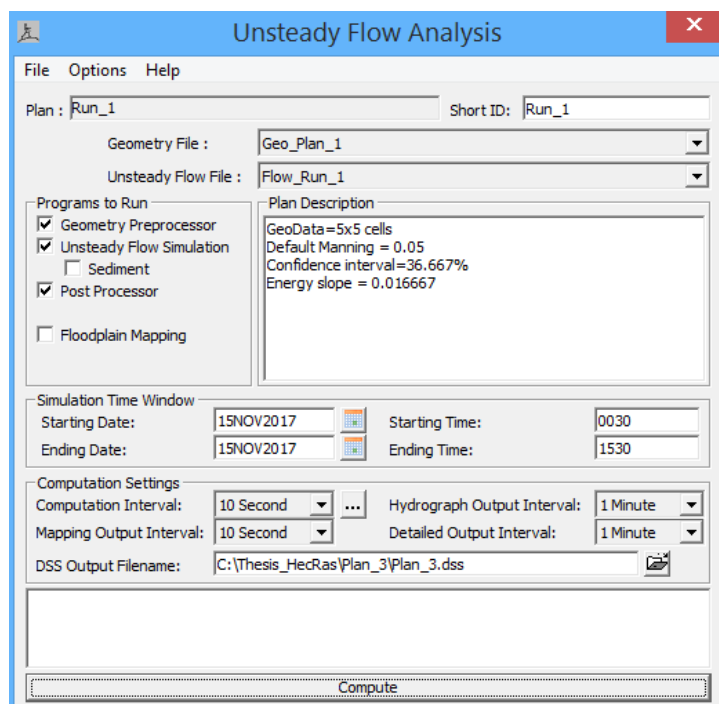 Unsteady Flow Analysis
File Options Help
Plan : Run_1 Short ID: Run_1
Geometry File : Geo_Plan_1
Unsteady Flow File : Flow_Run_1
Programs to Run
Geometry Preprocessor
Unsteady Flow Simulation
Sediment
Post Processor
Floodplain Mapping
Plan Description
GeoData=5x5 cells
Default Manning = 0.05
Confidence interval=36.667%
Energy slope = 0.016667
Simulation Time Window
Starting Date: 15NOV2017 Starting Time: 0030
Ending Date: 15NOV2017 Ending Time: 1530
Computation Settings
Computation Interval: 10 Second ... Hydrograph Output Interval: 1 Minute
Mapping Output Interval: 10 Second Detailed Output Interval: 1 Minute
DSS Output Filename: C:\Thesis_HecRas\Plan_3\Plan_3.dss
Compute